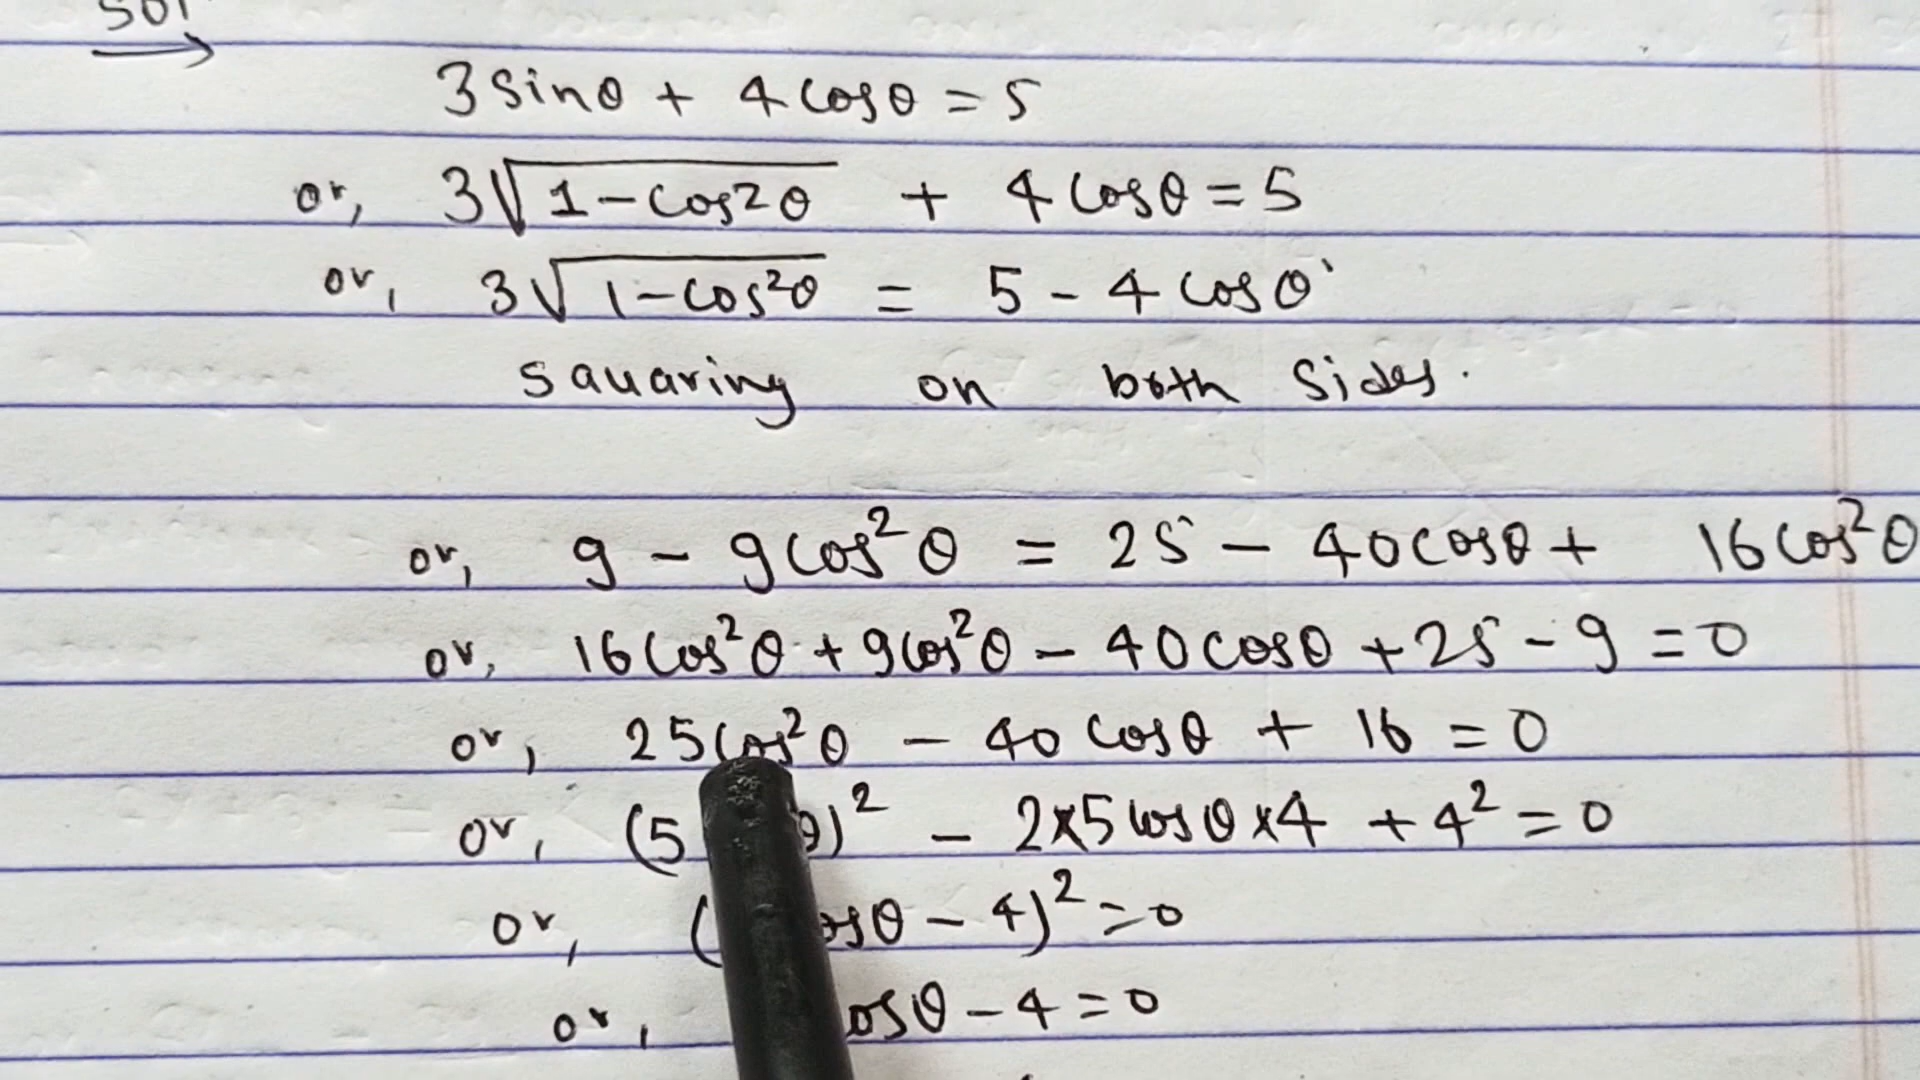 Sol
3 sinθ + 4 cosθ = 5
or, 3√1-cos2θ + 4 cosθ = 5
or, 3√1-cos²θ = 5 - 4 cosθ
squaring on both sides.
or, 9 - 9cos²θ = 25 - 40cosθ + 16cos²θ
or, 16cos²θ + 9cos²θ - 40cosθ + 25 - 9 = 0
or, 25cos²θ - 40 cosθ + 16 = 0
or, (5 θ)² - 2×5cosθ×4 + 4² = 0
or, ( osθ - 4)² = 0
or, osθ - 4 = 0